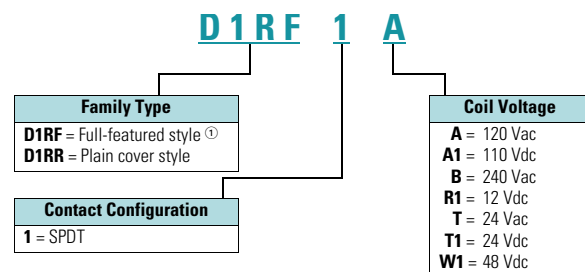 D1RF 1 A
Family Type
D1RF = Full-featured style ①
D1RR = Plain cover style
Contact Configuration
1 = SPDT
Coil Voltage
A = 120 Vac
A1 = 110 Vdc
B = 240 Vac
R1 = 12 Vdc
T = 24 Vac
T1 = 24 Vdc
W1 = 48 Vdc